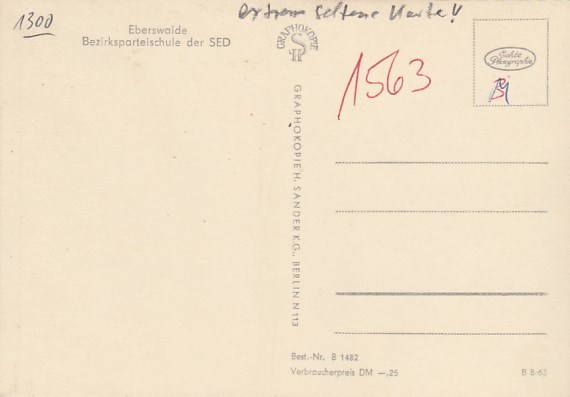 1300
extrem seltene Karte!
Eberswalde
Bezirksparteischule der SED
GRAPHOKOPIE
Echte
Photographie
1563
GRAPHOKOPIE H. SANDER K.G., BERLIN N 113
Best.-Nr. B 1482
Verbraucherpreis DM —,25
B 8-63